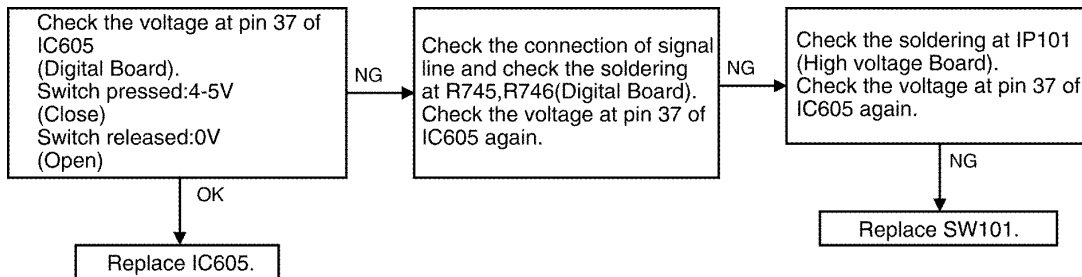 Check the voltage at pin 37 of
IC605
(Digital Board).
Switch pressed:4-5V
(Close)
Switch released:0V
(Open)
NG
Check the connection of signal
line and check the soldering
at R745,R746(Digital Board).
Check the voltage at pin 37 of
IC605 again.
NG
Check the soldering at IP101
(High voltage Board).
Check the voltage at pin 37 of
IC605 again.
OK
NG
Replace IC605.
Replace SW101.